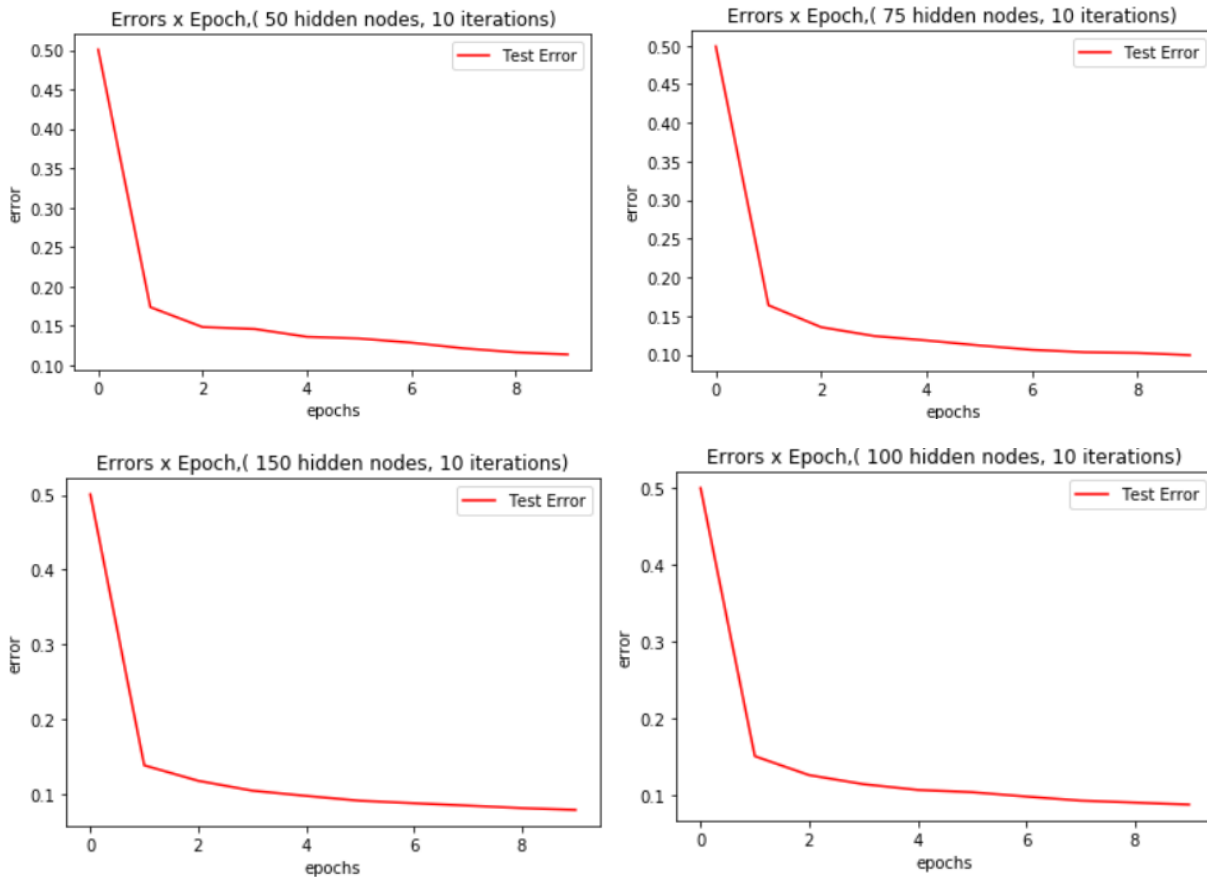 Errors x Epoch,( 50 hidden nodes, 10 iterations)
Test Error
0.50
0.45
0.40
0.35
0.30
0.25
0.20
0.15
0.10
error
0 2 4 6 8
epochs
Errors x Epoch,( 75 hidden nodes, 10 iterations)
Test Error
0.50
0.45
0.40
0.35
0.30
0.25
0.20
0.15
0.10
error
0 2 4 6 8
epochs
Errors x Epoch,( 150 hidden nodes, 10 iterations)
Test Error
0.5
0.4
0.3
0.2
0.1
error
0 2 4 6 8
epochs
Errors x Epoch,( 100 hidden nodes, 10 iterations)
Test Error
0.5
0.4
0.3
0.2
0.1
error
0 2 4 6 8
epochs